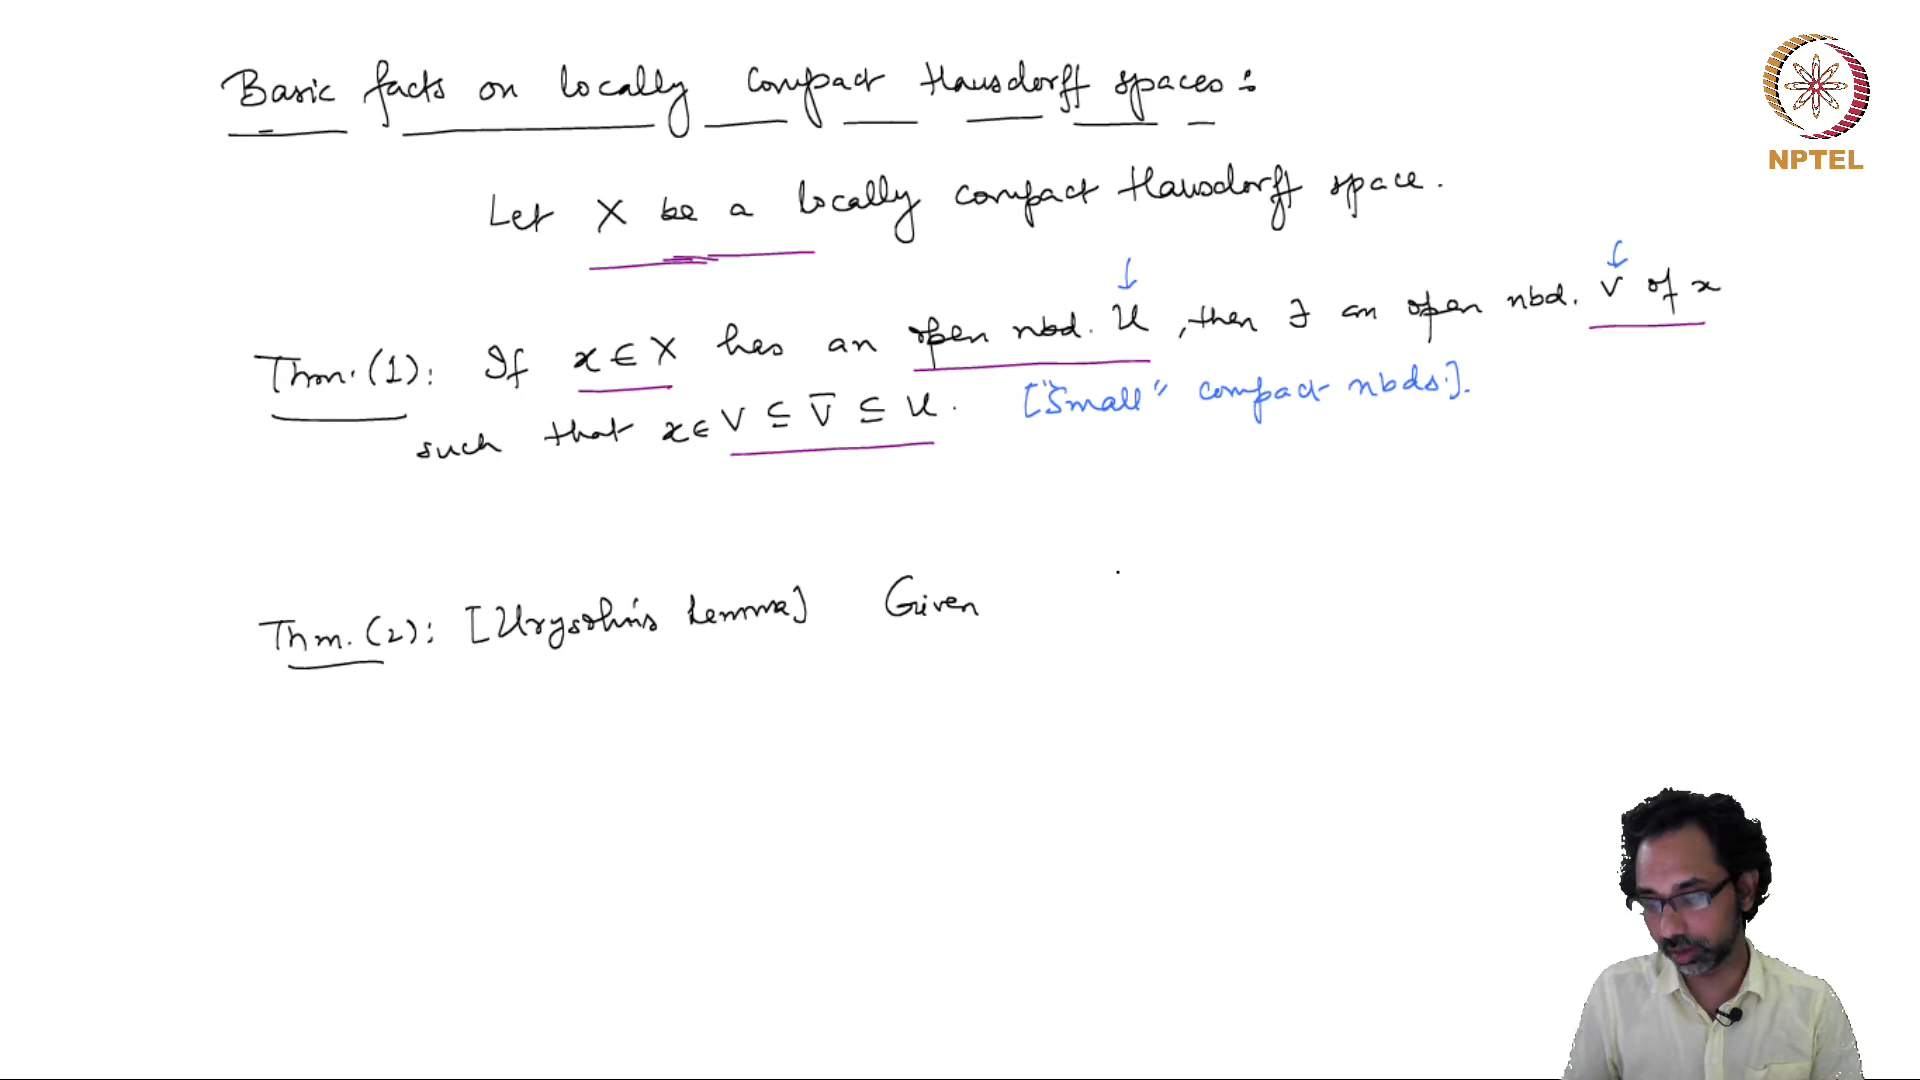 Basic facts on locally compact Hausdorff spaces:
NPTEL
Let X be a locally compact Hausdorff space.
Thm.(1): If x ∈ X has an open nbd. U, then ∃ an open nbd. V of x
such that x ∈ V ⊆ V̅ ⊆ U. ["Small" compact nbds.].
Thm.(2): [Urysohn's Lemma] Given